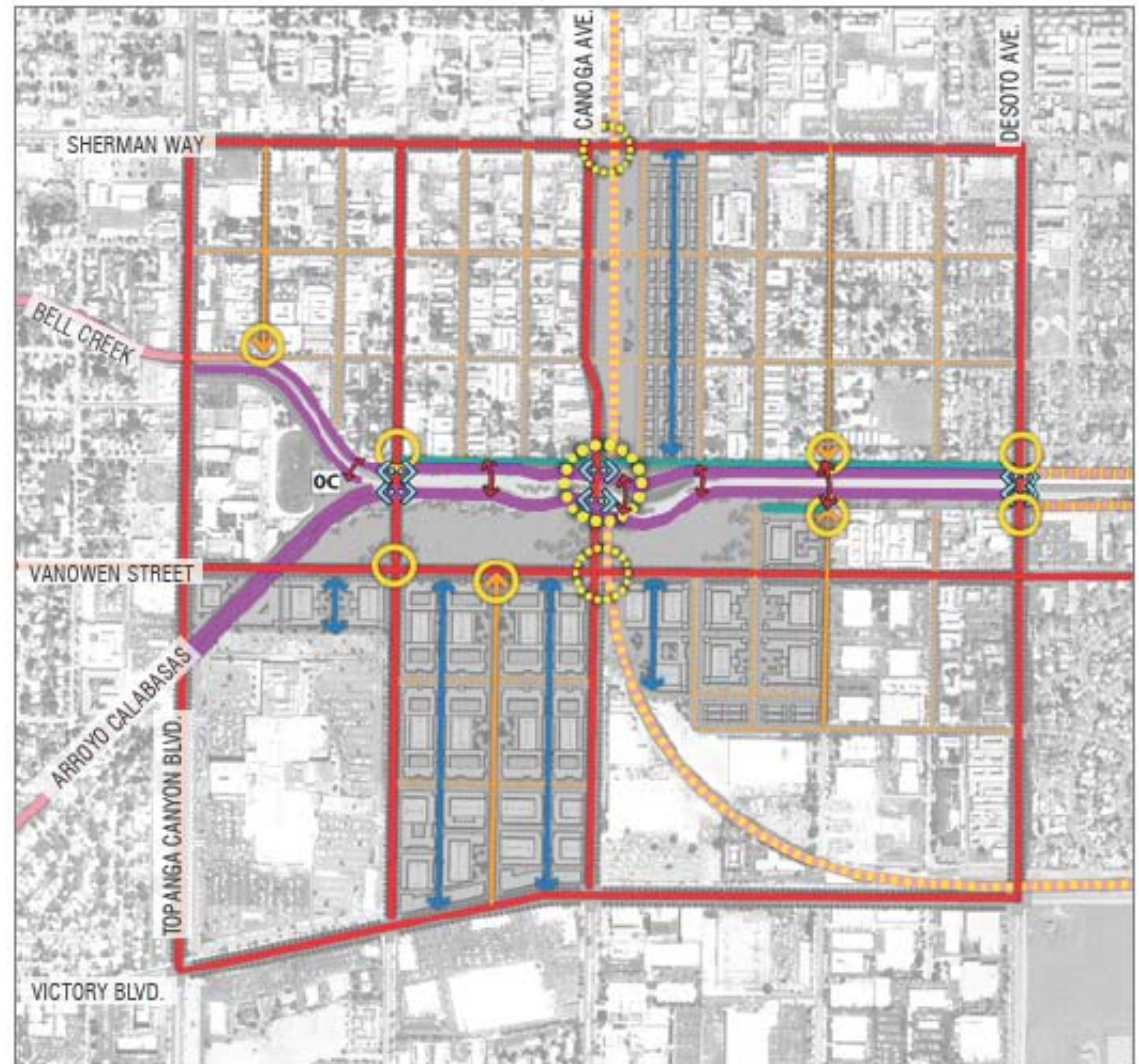 CANOGA AVE.
DESOTO AVE.
SHERMAN WAY
BELL CREEK
OC
VANOWEN STREET
ARROYO CALABASAS
TOPANGA CANYON BLVD.
VICTORY BLVD.